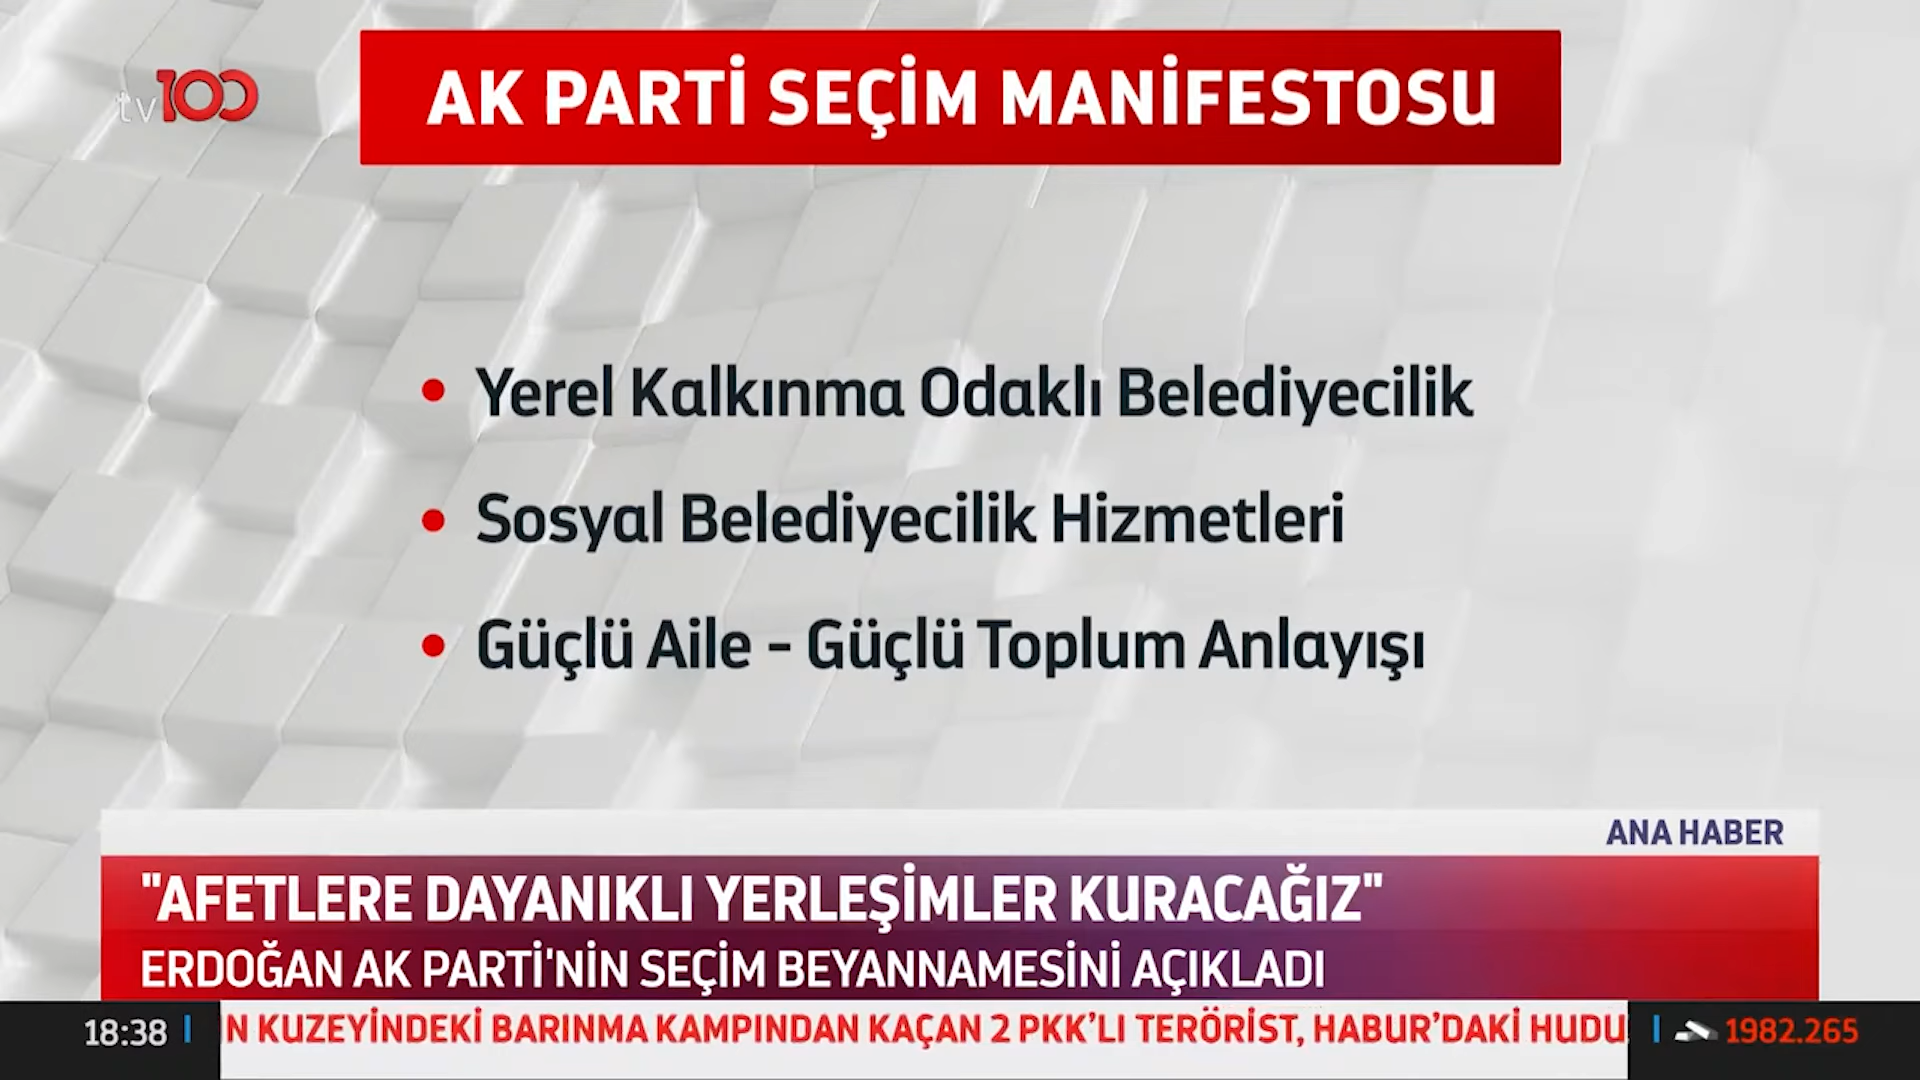 tv100
AK PARTİ SEÇİM MANİFESTOSU
• Yerel Kalkınma Odaklı Belediyecilik
• Sosyal Belediyecilik Hizmetleri
• Güçlü Aile - Güçlü Toplum Anlayışı
ANA HABER
"AFETLERE DAYANIKLI YERLEŞİMLER KURACAĞIZ"
ERDOĞAN AK PARTİ'NİN SEÇİM BEYANNAMESİNİ AÇIKLADI
18:38
N KUZEYİNDEKİ BARINMA KAMPINDAN KAÇAN 2 PKK’LI TERÖRİST, HABUR’DAKİ HUDU
1982.265